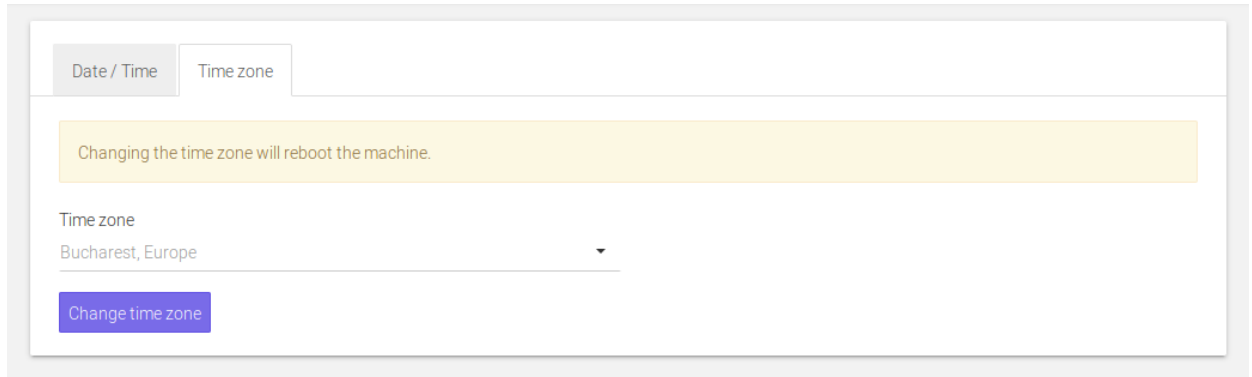 Date / Time
Time zone
Changing the time zone will reboot the machine.
Time zone
Bucharest, Europe
Change time zone